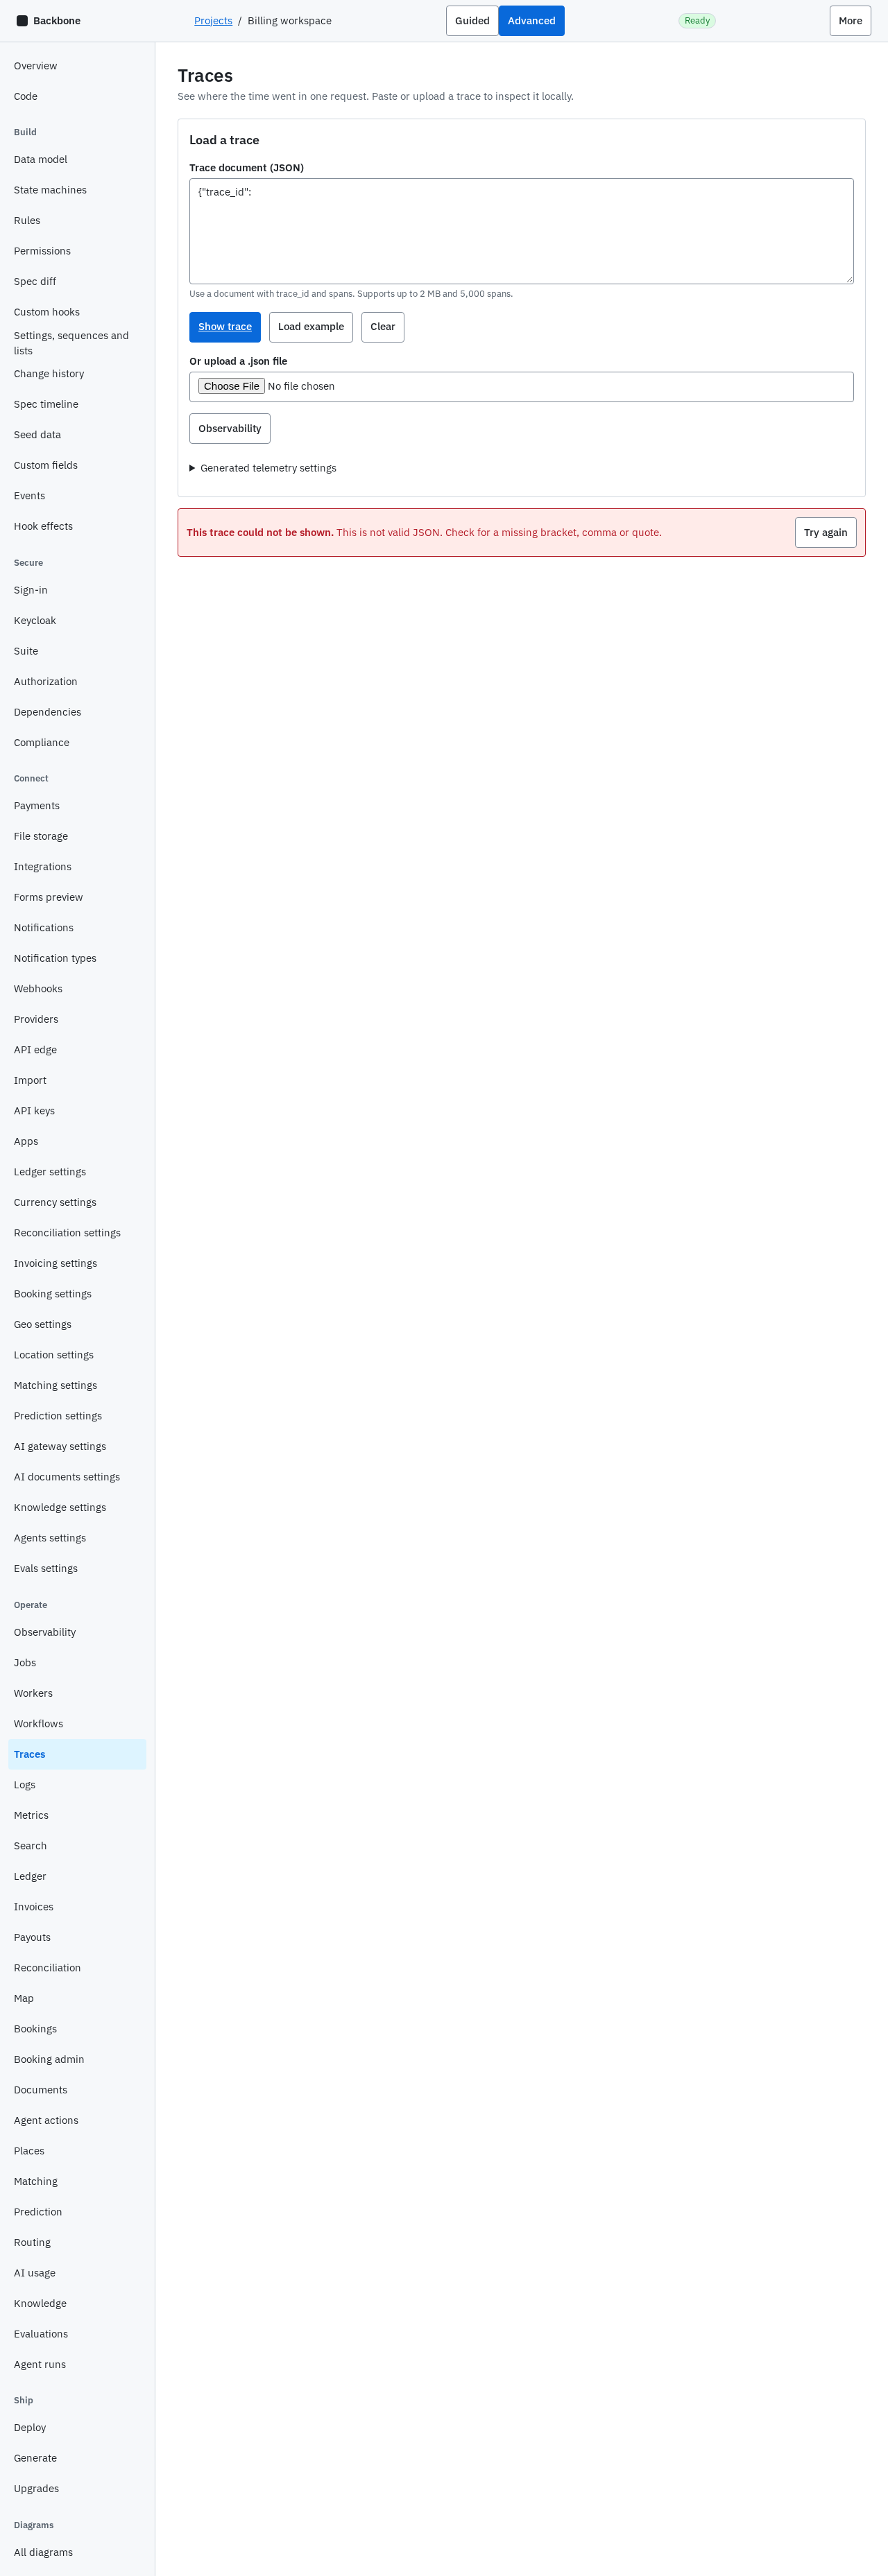 Backbone
Projects / Billing workspace
Guided
Advanced
Ready
More
Overview
Code
Build
Data model
State machines
Rules
Permissions
Spec diff
Custom hooks
Settings, sequences and
lists
Change history
Spec timeline
Seed data
Custom fields
Events
Hook effects
Secure
Sign-in
Keycloak
Suite
Authorization
Dependencies
Compliance
Connect
Payments
File storage
Integrations
Forms preview
Notifications
Notification types
Webhooks
Providers
API edge
Import
API keys
Apps
Ledger settings
Currency settings
Reconciliation settings
Invoicing settings
Booking settings
Geo settings
Location settings
Matching settings
Prediction settings
AI gateway settings
AI documents settings
Knowledge settings
Agents settings
Evals settings
Operate
Observability
Jobs
Workers
Workflows
Traces
Logs
Metrics
Search
Ledger
Invoices
Payouts
Reconciliation
Map
Bookings
Booking admin
Documents
Agent actions
Places
Matching
Prediction
Routing
AI usage
Knowledge
Evaluations
Agent runs
Ship
Deploy
Generate
Upgrades
Diagrams
All diagrams
Traces
See where the time went in one request. Paste or upload a trace to inspect it locally.
Load a trace
Trace document (JSON)
{"trace_id":
Use a document with trace_id and spans. Supports up to 2 MB and 5,000 spans.
Show trace
Load example
Clear
Or upload a .json file
Choose File No file chosen
Observability
Generated telemetry settings
This trace could not be shown. This is not valid JSON. Check for a missing bracket, comma or quote.
Try again